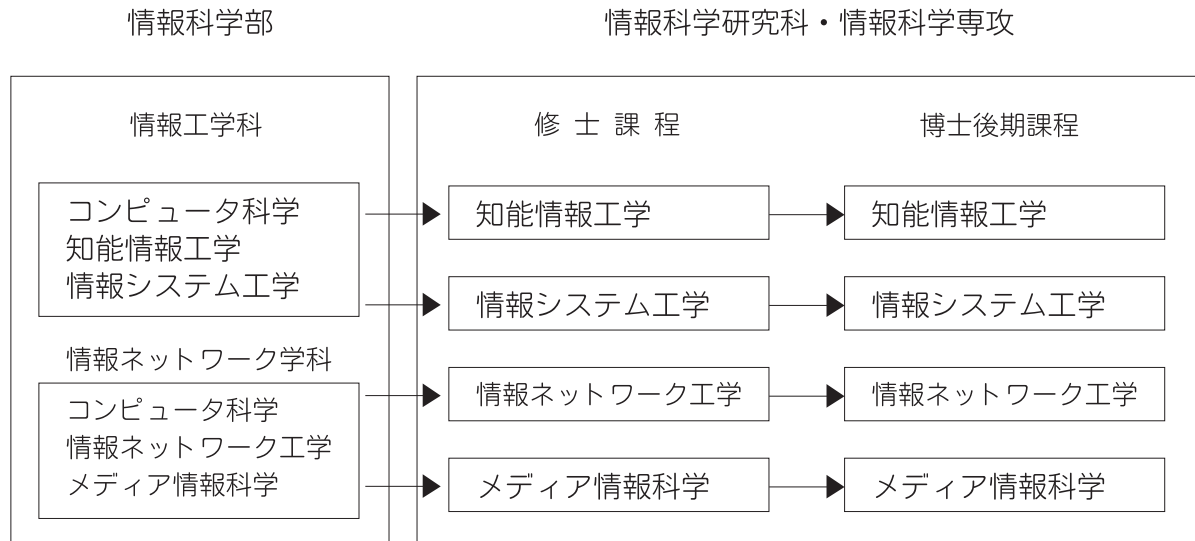 情報科学部
情報科学研究科・情報科学専攻
情報工学科
修 士 課 程
博士後期課程
コンピュータ科学
知能情報工学
情報システム工学
知能情報工学
知能情報工学
情報システム工学
情報システム工学
情報ネットワーク学科
コンピュータ科学
情報ネットワーク工学
メディア情報科学
情報ネットワーク工学
情報ネットワーク工学
メディア情報科学
メディア情報科学